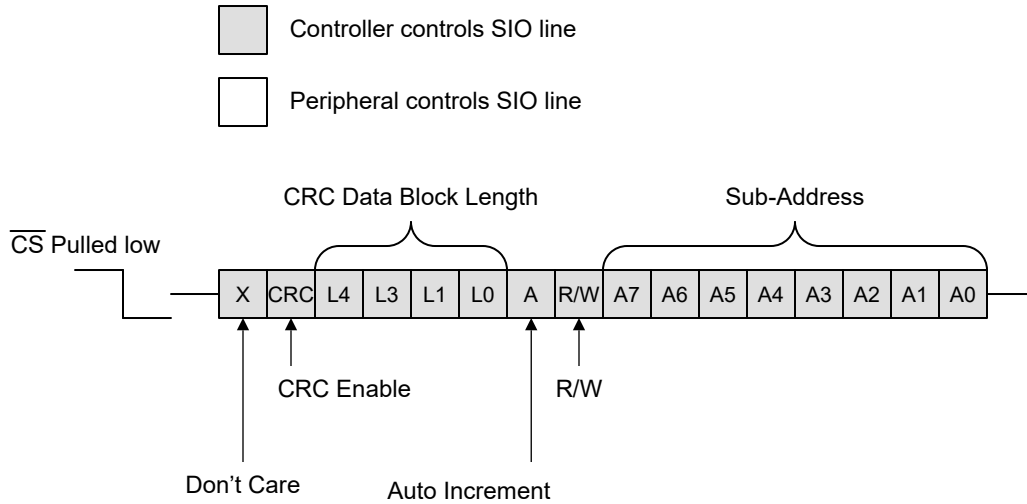 Controller controls SIO line
Peripheral controls SIO line
CRC Data Block Length
Sub-Address
CS Pulled low
X CRC L4 L3 L1 L0 A R/W A7 A6 A5 A4 A3 A2 A1 A0
CRC Enable
R/W
Don't Care
Auto Increment